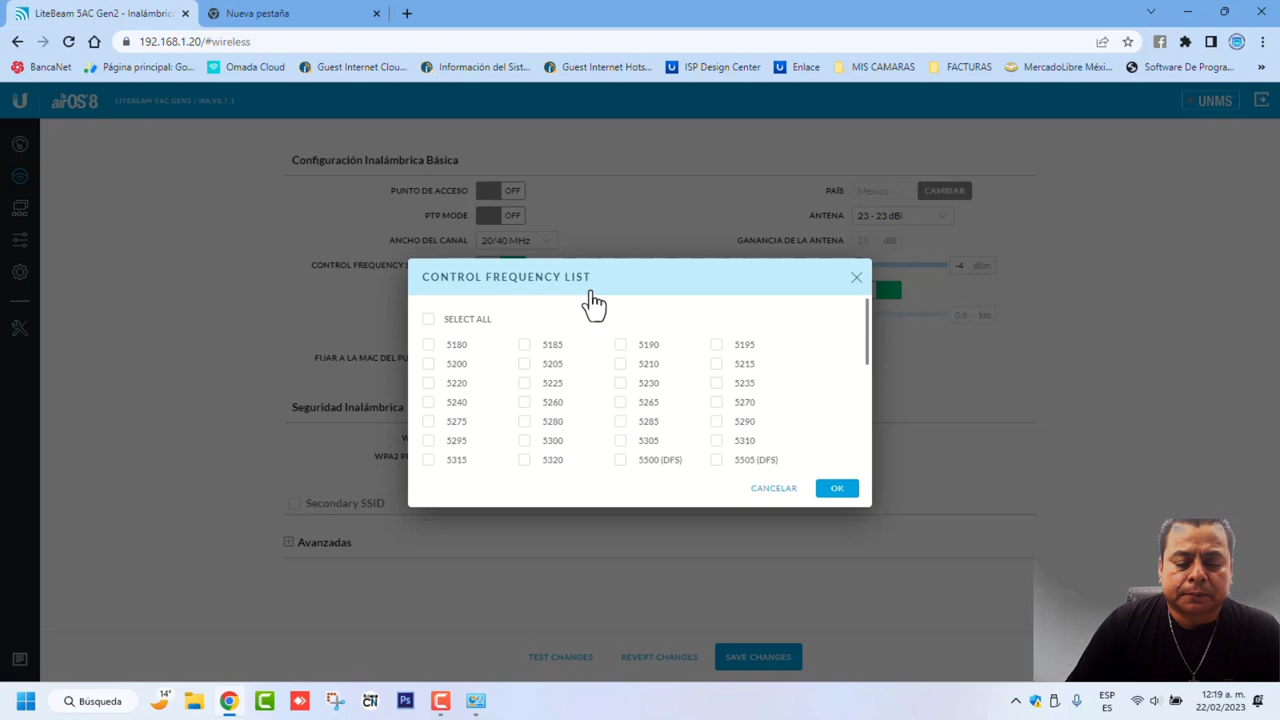 LiteBeam 5AC Gen2 - Inalámbric
Nueva pestaña
192.168.1.20/#wireless
BancaNet
Página principal: Go...
Omada Cloud
Guest Internet Clou...
Información del Sist...
Guest Internet Hots...
ISP Design Center
Enlace
MIS CAMARAS
FACTURAS
MercadoLibre Méxi...
Software De Progra...
»
airOS 8
LITEBEAM 5AC GEN2 | WA.V8.7.1
UNMS
Configuración Inalámbrica Básica
PUNTO DE ACCESO OFF
PAÍS Mexico CAMBIAR
PTP MODE OFF
ANTENA 23 - 23 dBi
ANCHO DEL CANAL 20/40 MHz
GANANCIA DE LA ANTENA 23 dBi
CONTROL FREQUENCY S
-4 dBm
0.6 km
CONTROL FREQUENCY LIST
SELECT ALL
5180 5185 5190 5195
5200 5205 5210 5215
5220 5225 5230 5235
5240 5260 5265 5270
5275 5280 5285 5290
5295 5300 5305 5310
5315 5320 5500 (DFS) 5505 (DFS)
CANCELAR OK
FIJAR A LA MAC DEL PU
Seguridad Inalámbrica
W
WPA2 P
Secondary SSID
Avanzadas
TEST CHANGES REVERT CHANGES SAVE CHANGES
Búsqueda
14°
CN
Ps
ESP
ES
12:19 a. m.
22/02/2023